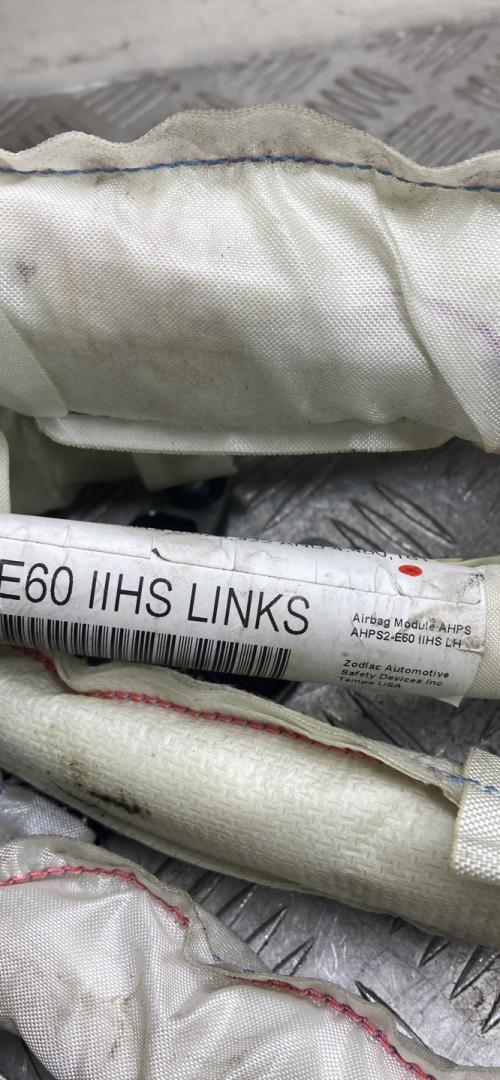 E60 IIHS LINKS
Airbag Module AHPS
AHPS2-E60 IIHS LH
Zodiac Automotive
Safety Devices Inc.
Tempe USA